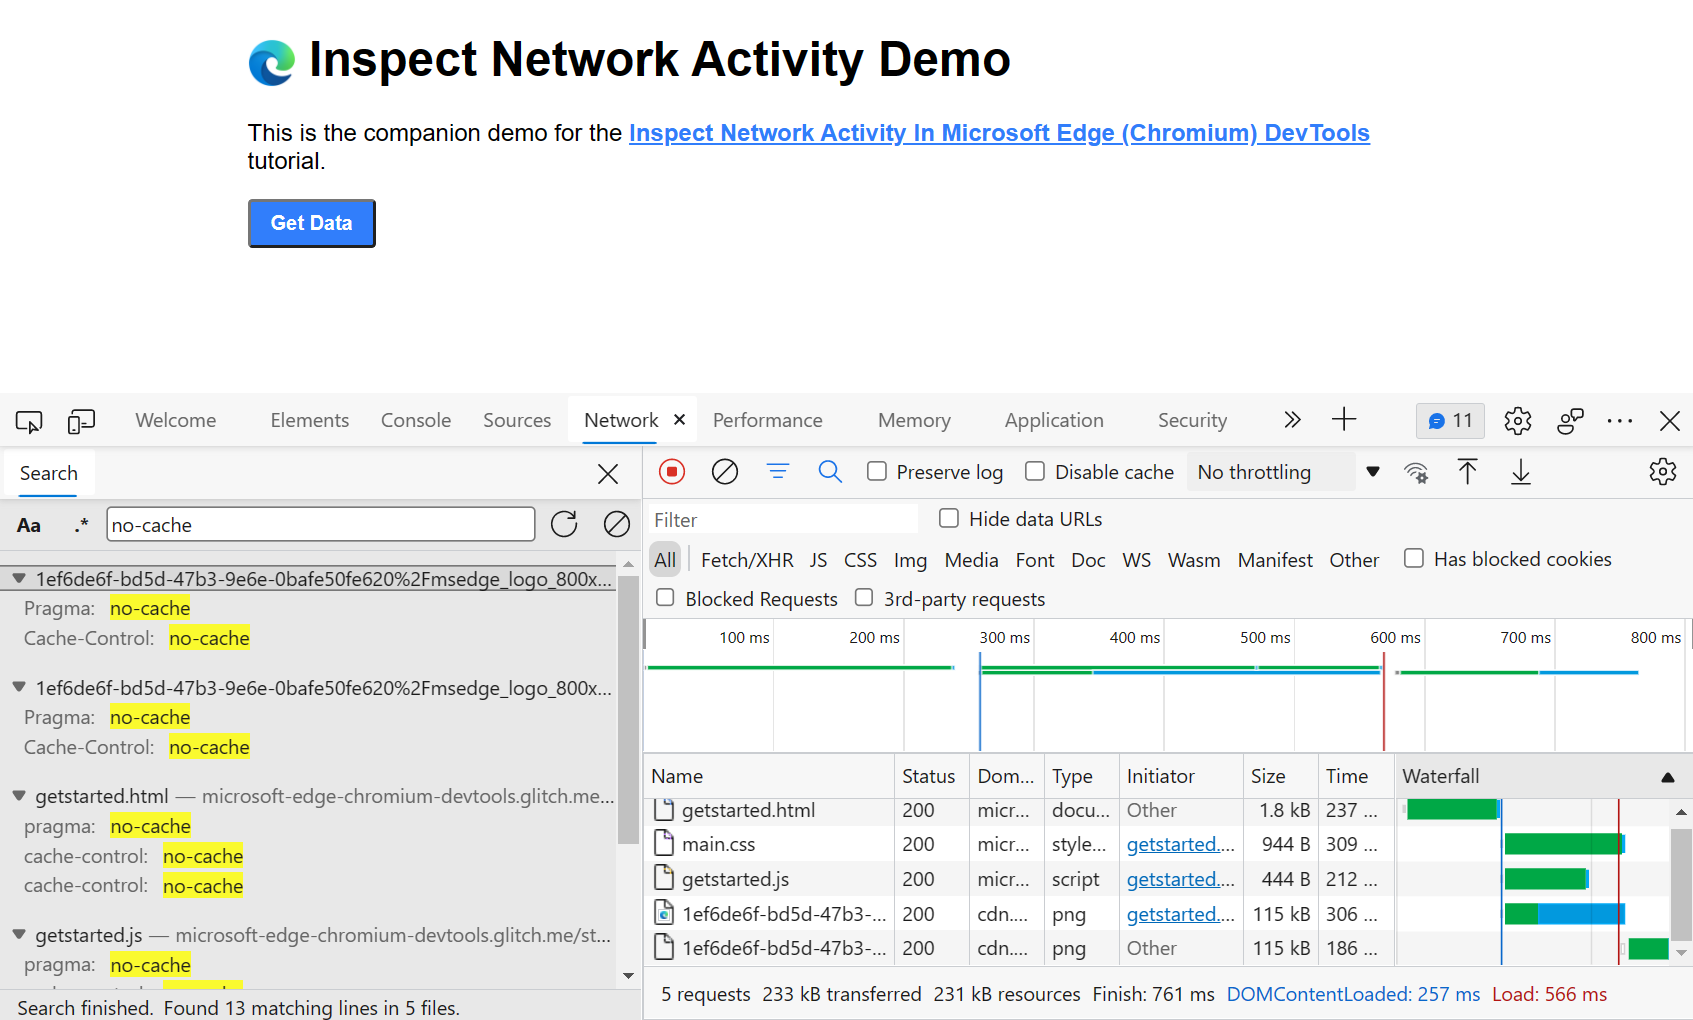 Inspect Network Activity Demo
This is the companion demo for the Inspect Network Activity In Microsoft Edge (Chromium) DevTools
tutorial.
Get Data
Welcome Elements Console Sources Network Performance Memory Application Security 11
Search
Aa .* no-cache
1ef6de6f-bd5d-47b3-9e6e-0bafe50fe620%2Fmsedge_logo_800x...
Pragma: no-cache
Cache-Control: no-cache
1ef6de6f-bd5d-47b3-9e6e-0bafe50fe620%2Fmsedge_logo_800x...
Pragma: no-cache
Cache-Control: no-cache
getstarted.html — microsoft-edge-chromium-devtools.glitch.me...
pragma: no-cache
cache-control: no-cache
cache-control: no-cache
getstarted.js — microsoft-edge-chromium-devtools.glitch.me/st...
pragma: no-cache
Search finished. Found 13 matching lines in 5 files.
Preserve log Disable cache No throttling
Filter Hide data URLs
All Fetch/XHR JS CSS Img Media Font Doc WS Wasm Manifest Other Has blocked cookies
Blocked Requests 3rd-party requests
100 ms 200 ms 300 ms 400 ms 500 ms 600 ms 700 ms 800 ms
Name Status Dom... Type Initiator Size Time Waterfall
getstarted.html 200 micr... docu... Other 1.8 kB 237 ...
main.css 200 micr... style... getstarted.... 944 B 309 ...
getstarted.js 200 micr... script getstarted.... 444 B 212 ...
1ef6de6f-bd5d-47b3-... 200 cdn.... png getstarted.... 115 kB 306 ...
1ef6de6f-bd5d-47b3-... 200 cdn.... png Other 115 kB 186 ...
5 requests 233 kB transferred 231 kB resources Finish: 761 ms DOMContentLoaded: 257 ms Load: 566 ms